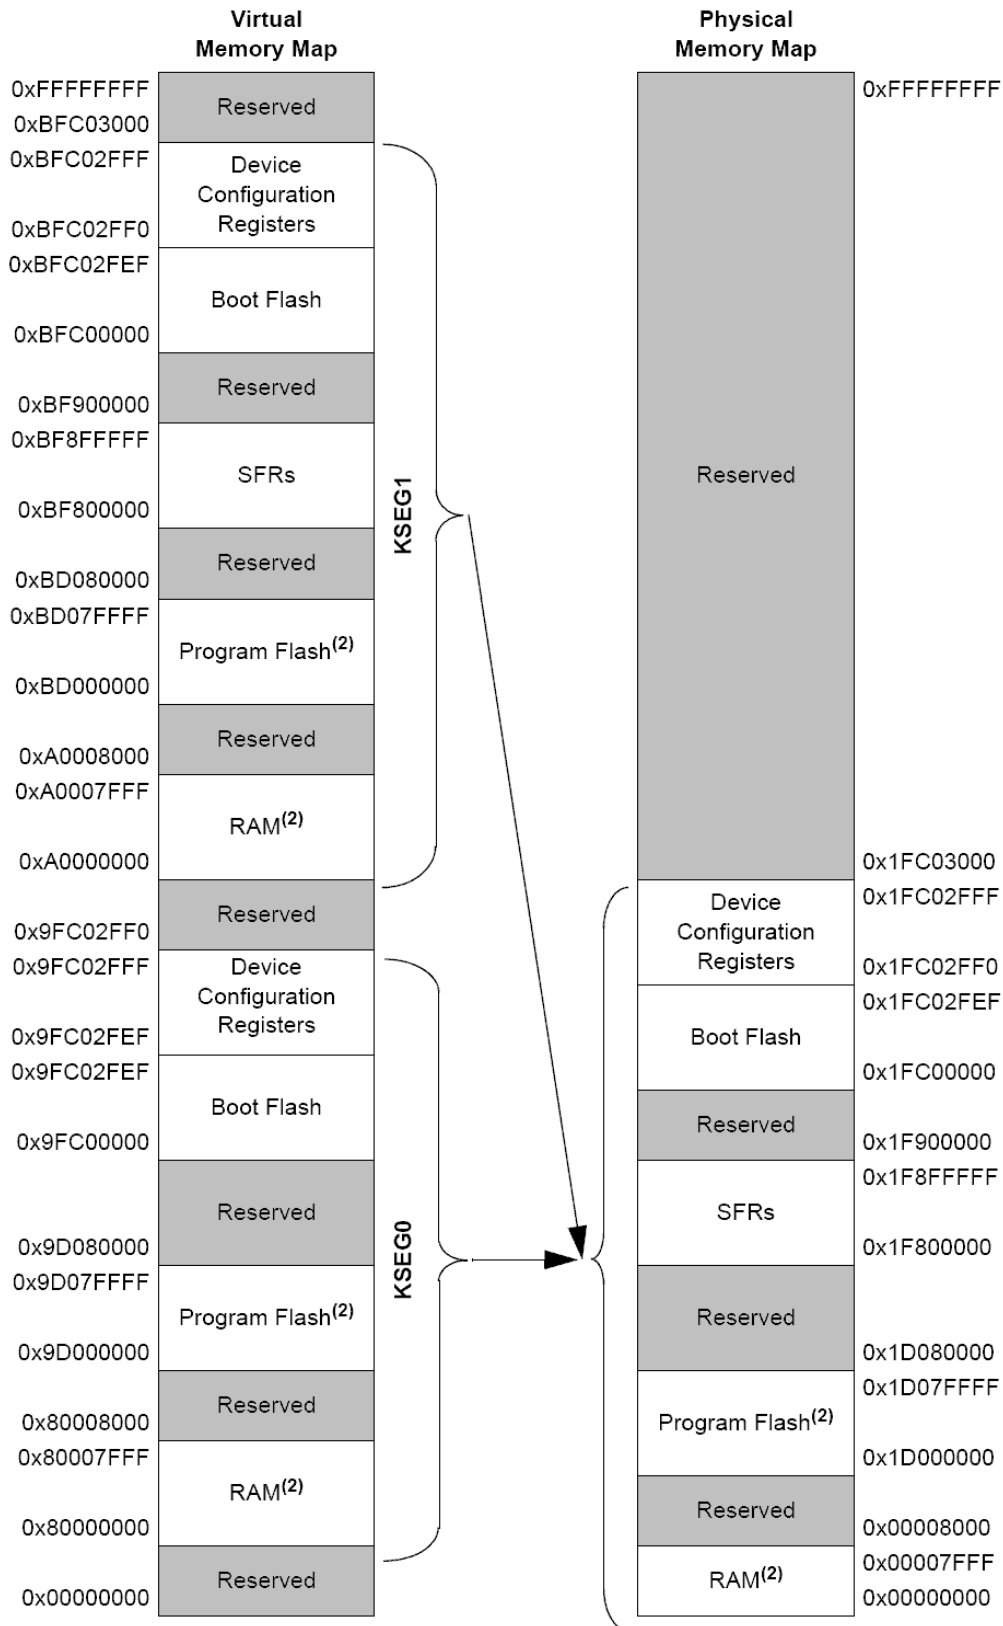 Virtual
Memory Map
Physical
Memory Map
0xFFFFFFFF
0xBFC03000
Reserved
0xBFC02FFF
0xBFC02FF0
Device
Configuration
Registers
0xBFC02FEF
0xBFC00000
Boot Flash
Reserved
0xBF900000
0xBF8FFFFF
0xBF800000
SFRs
Reserved
0xBD080000
0xBD07FFFF
0xBD000000
Program Flash(2)
Reserved
0xA0008000
0xA0007FFF
0xA0000000
RAM(2)
KSEG1
Reserved
0x9FC02FF0
0x9FC02FFF
0x9FC02FEF
Device
Configuration
Registers
0x9FC02FEF
0x9FC00000
Boot Flash
Reserved
0x9D080000
0x9D07FFFF
0x9D000000
Program Flash(2)
Reserved
0x80008000
0x80007FFF
0x80000000
RAM(2)
Reserved
0x00000000
KSEG0
0xFFFFFFFF
Reserved
0x1FC03000
0x1FC02FFF
Device
Configuration
Registers
0x1FC02FF0
0x1FC02FEF
Boot Flash
0x1FC00000
Reserved
0x1F900000
0x1F8FFFFF
SFRs
0x1F800000
Reserved
0x1D080000
0x1D07FFFF
Program Flash(2)
0x1D000000
Reserved
0x00008000
0x00007FFF
RAM(2)
0x00000000